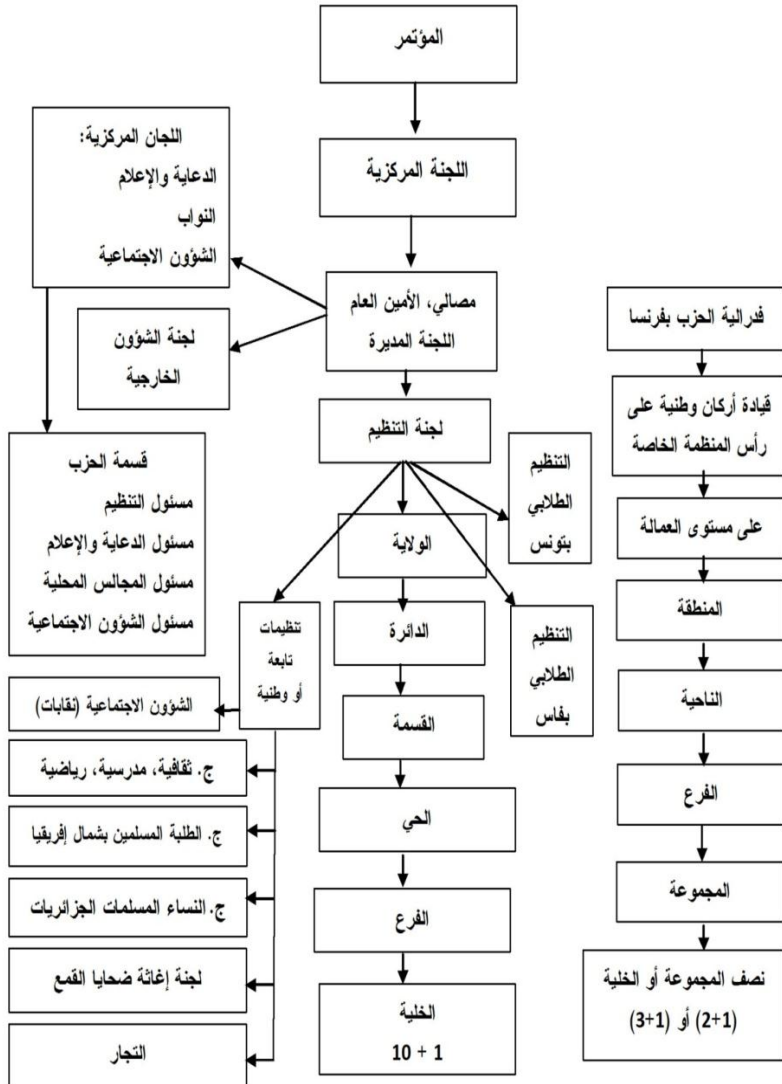 المؤتمر
اللجنة المركزية
اللجان المركزية:
الدعاية والإعلام
النواب
الشؤون الاجتماعية
مصالي، الأمين العام
اللجنة المديرة
لجنة الشؤون
الخارجية
لجنة التنظيم
قسمة الحزب
مسئول التنظيم
مسئول الدعاية والإعلام
مسئول المجالس المحلية
مسئول الشؤون الاجتماعية
التنظيم
الطلابي
بتونس
التنظيم
الطلابي
بفاس
الولاية
الدائرة
القسمة
الحي
الفرع
الخلية
10 + 1
تنظيمات
تابعة
أو وطنية
الشؤون الاجتماعية (نقابات)
ج. ثقافية، مدرسية، رياضية
ج. الطلبة المسلمين بشمال إفريقيا
ج. النساء المسلمات الجزائريات
لجنة إغاثة ضحايا القمع
التجار
فدرالية الحزب بفرنسا
قيادة أركان وطنية على
رأس المنظمة الخاصة
على مستوى العمالة
المنطقة
الناحية
الفرع
المجموعة
نصف المجموعة أو الخلية
(2+1) أو (3+1)